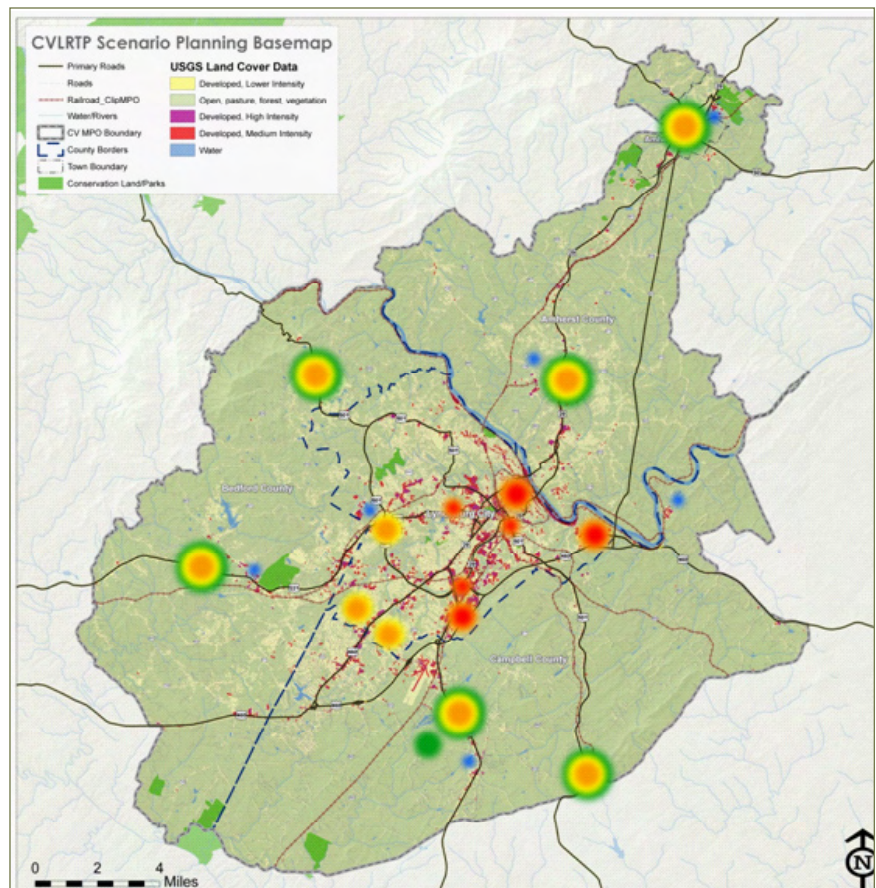 CVLRTP Scenario Planning Basemap
Primary Roads
Roads
Railroad_ClipMPO
Water/Rivers
CV MPO Boundary
County Borders
Town Boundary
Conservation Land/Parks
USGS Land Cover Data
Developed, Lower Intensity
Open, pasture, forest, vegetation
Developed, High Intensity
Developed, Medium Intensity
Water
Amherst County
Bedford County
Campbell County
0 2 4
Miles
N